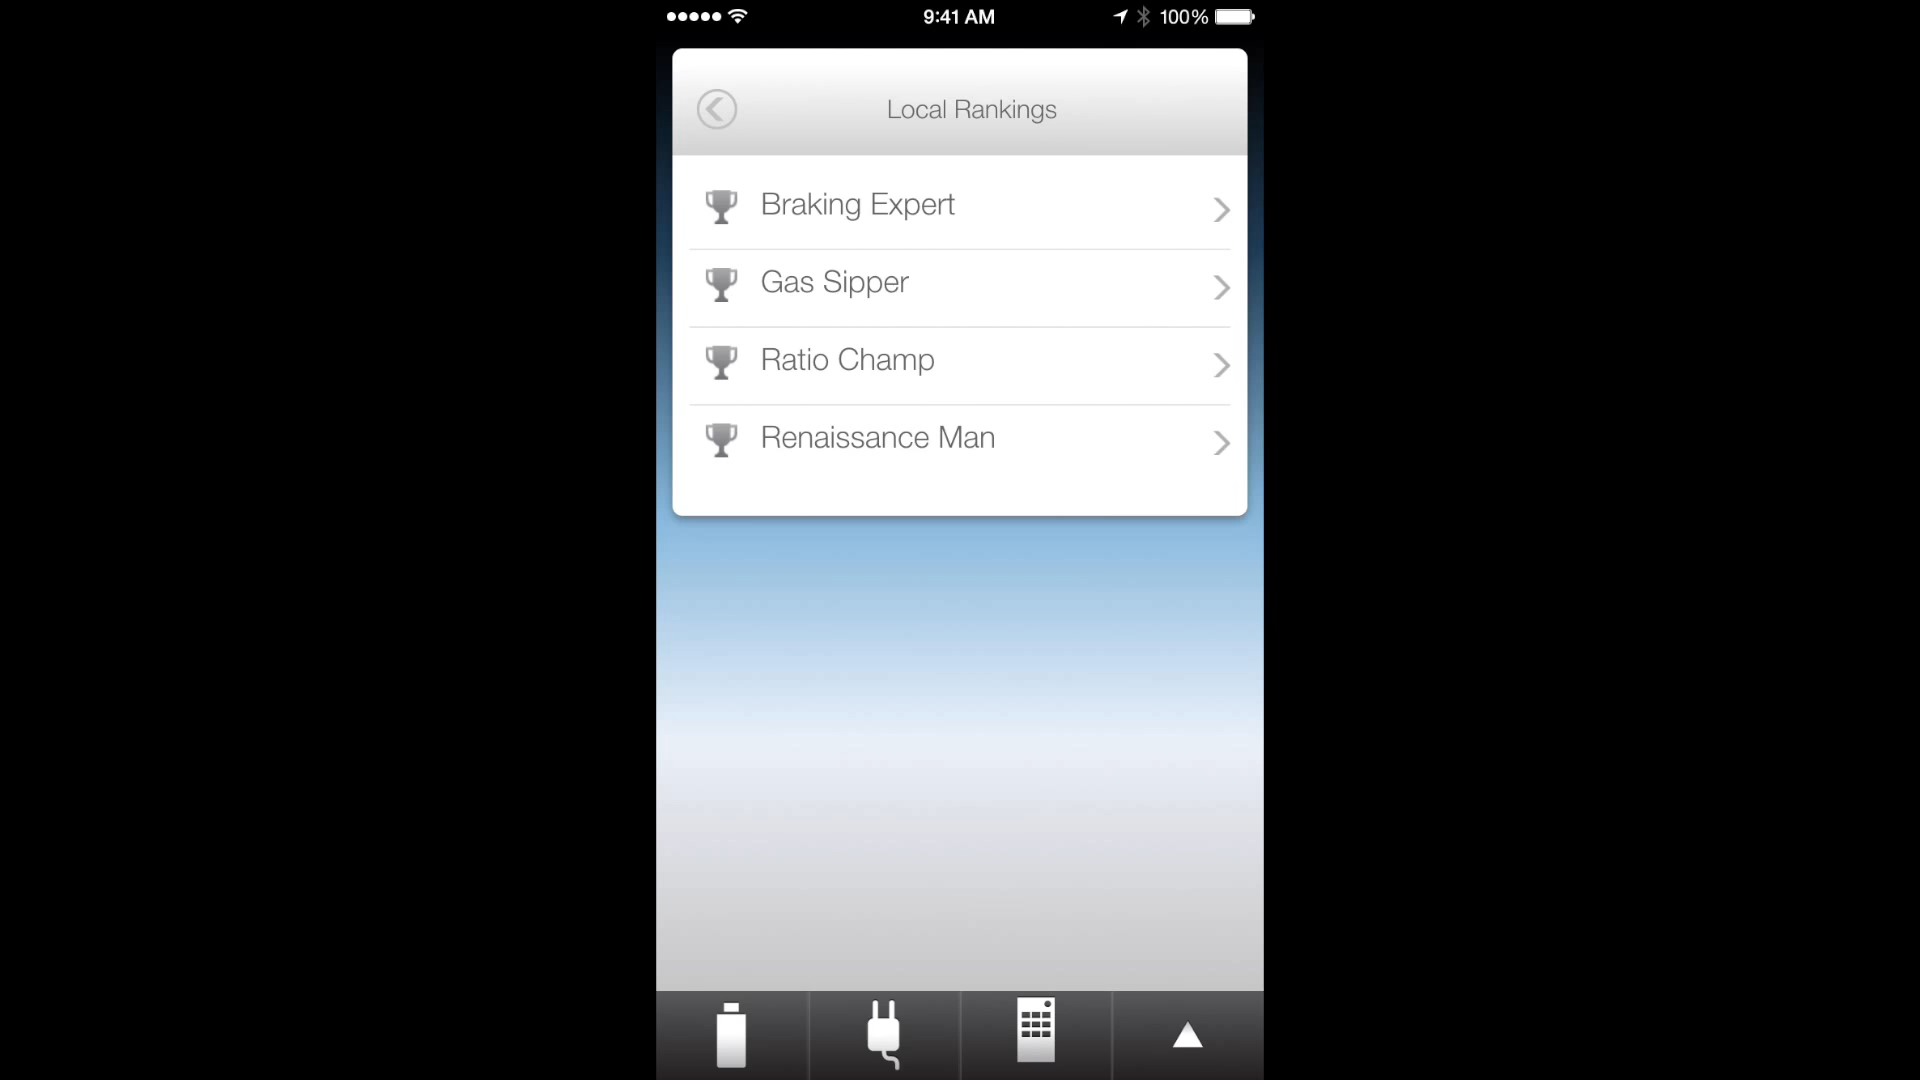 9:41 AM
100%
Local Rankings
Braking Expert
Gas Sipper
Ratio Champ
Renaissance Man